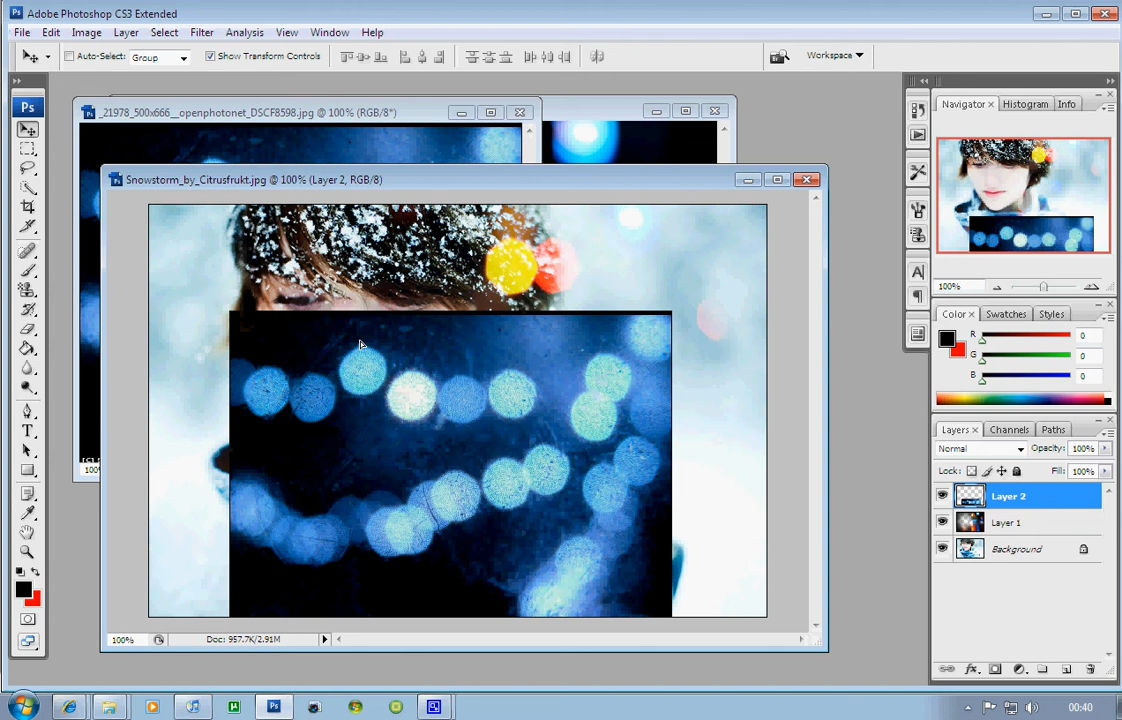 Adobe Photoshop CS3 Extended
File Edit Image Layer Select Filter Analysis View Window Help
Auto-Select: Group Show Transform Controls Workspace
Ps
_21978_500x666__openphotonet_DSCF8598.jpg @ 100% (RGB/8*)
Snowstorm_by_Citrusfrukt.jpg @ 100% (Layer 2, RGB/8)
100% Doc: 957.7K/2.91M
Navigator Histogram Info
100%
Color Swatches Styles
R 0
G 0
B 0
Layers Channels Paths
Normal Opacity: 100%
Lock: Fill: 100%
Layer 2
Layer 1
Background
00:40